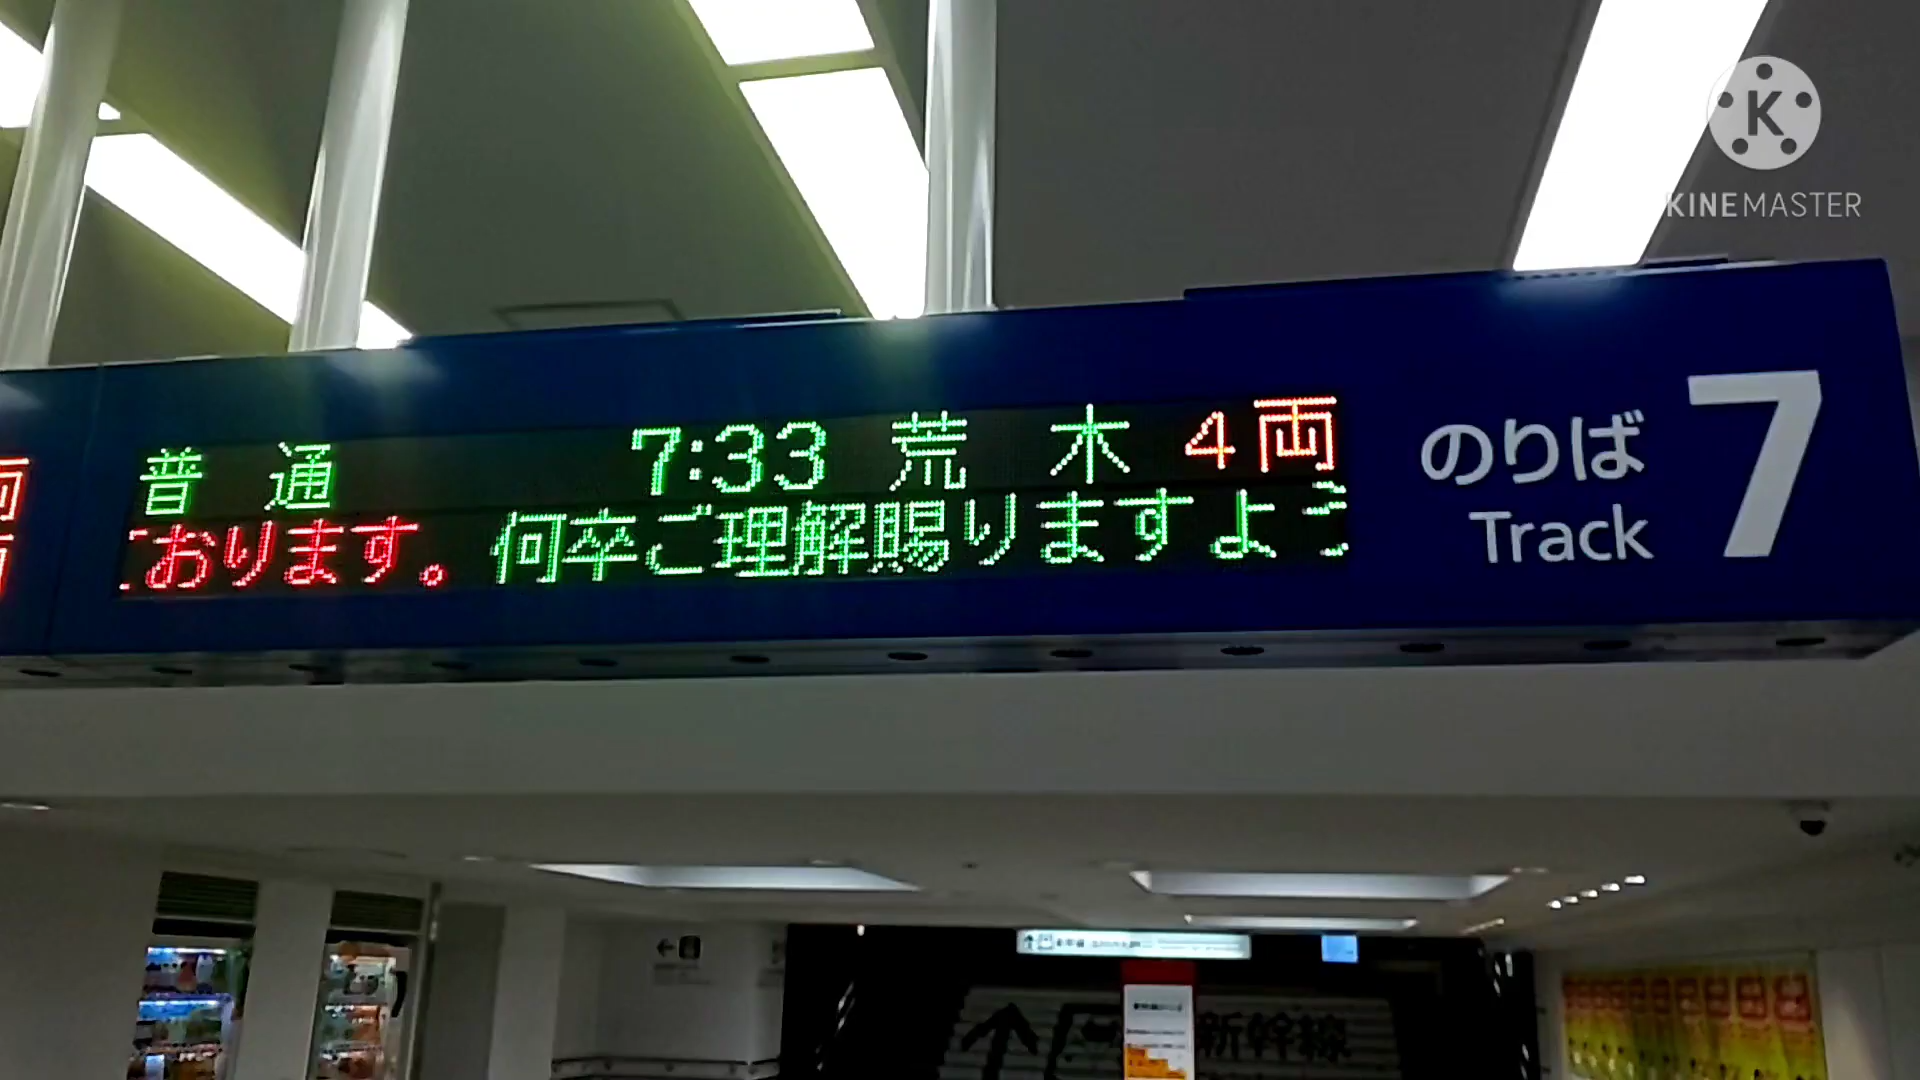 KINEMASTER
普通 7:33 荒木 4両
ております。 何卒ご理解賜りますよう
のりば
Track
7
新幹線